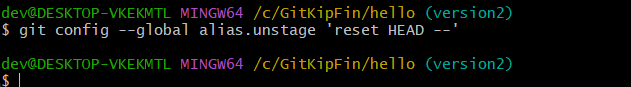 dev@DESKTOP-VKEKMTL MINGW64 /c/GitKipFin/hello (version2)
$ git config --global alias.unstage 'reset HEAD --'
dev@DESKTOP-VKEKMTL MINGW64 /c/GitKipFin/hello (version2)
$